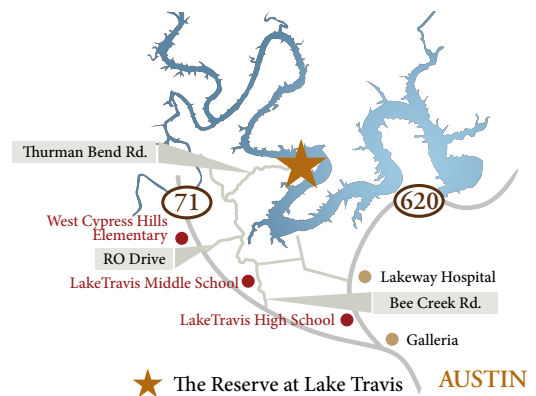 Thurman Bend Rd.
71
620
West Cypress Hills
Elementary
RO Drive
LakeTravis Middle School
Lakeway Hospital
Bee Creek Rd.
LakeTravis High School
Galleria
The Reserve at Lake Travis
AUSTIN